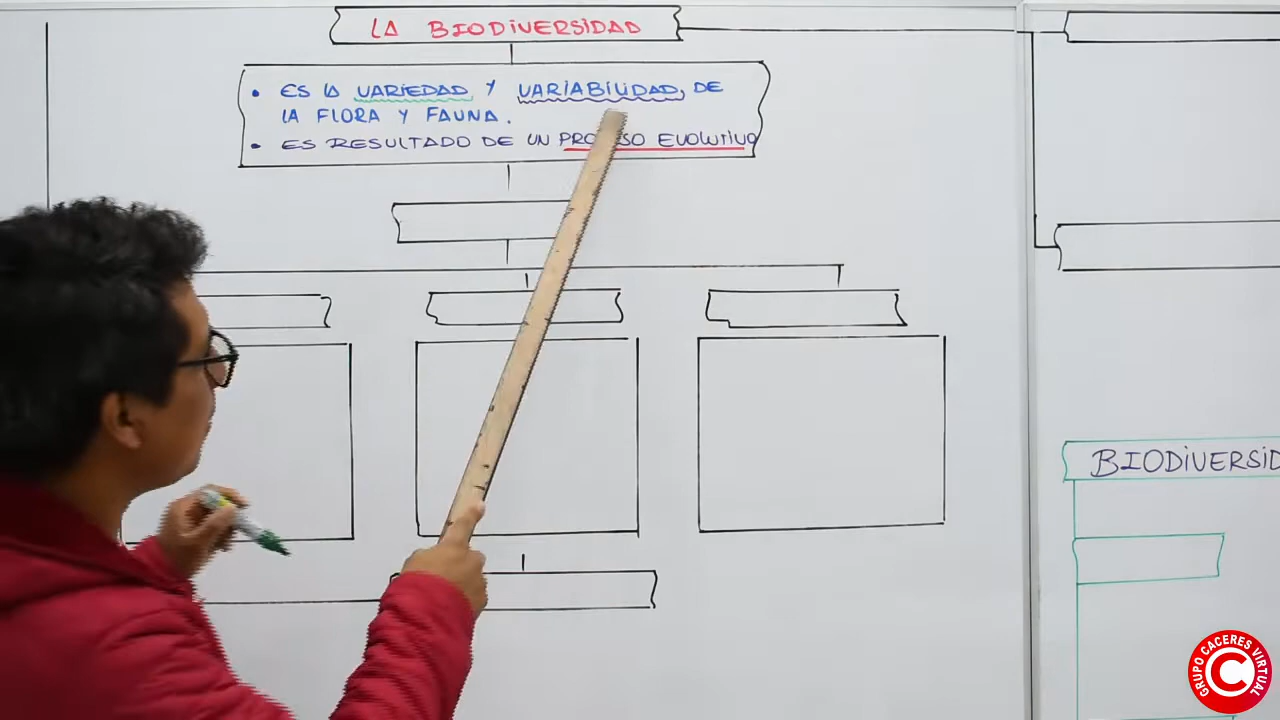 LA BIODIVERSIDAD
• ES LA VARIEDAD Y VARIABILIDAD, DE
LA FLORA Y FAUNA.
• ES RESULTADO DE UN PROCESO EVOLUTIVO
BIODIVERSID
GRUPO CACERES VIRTUAL
C